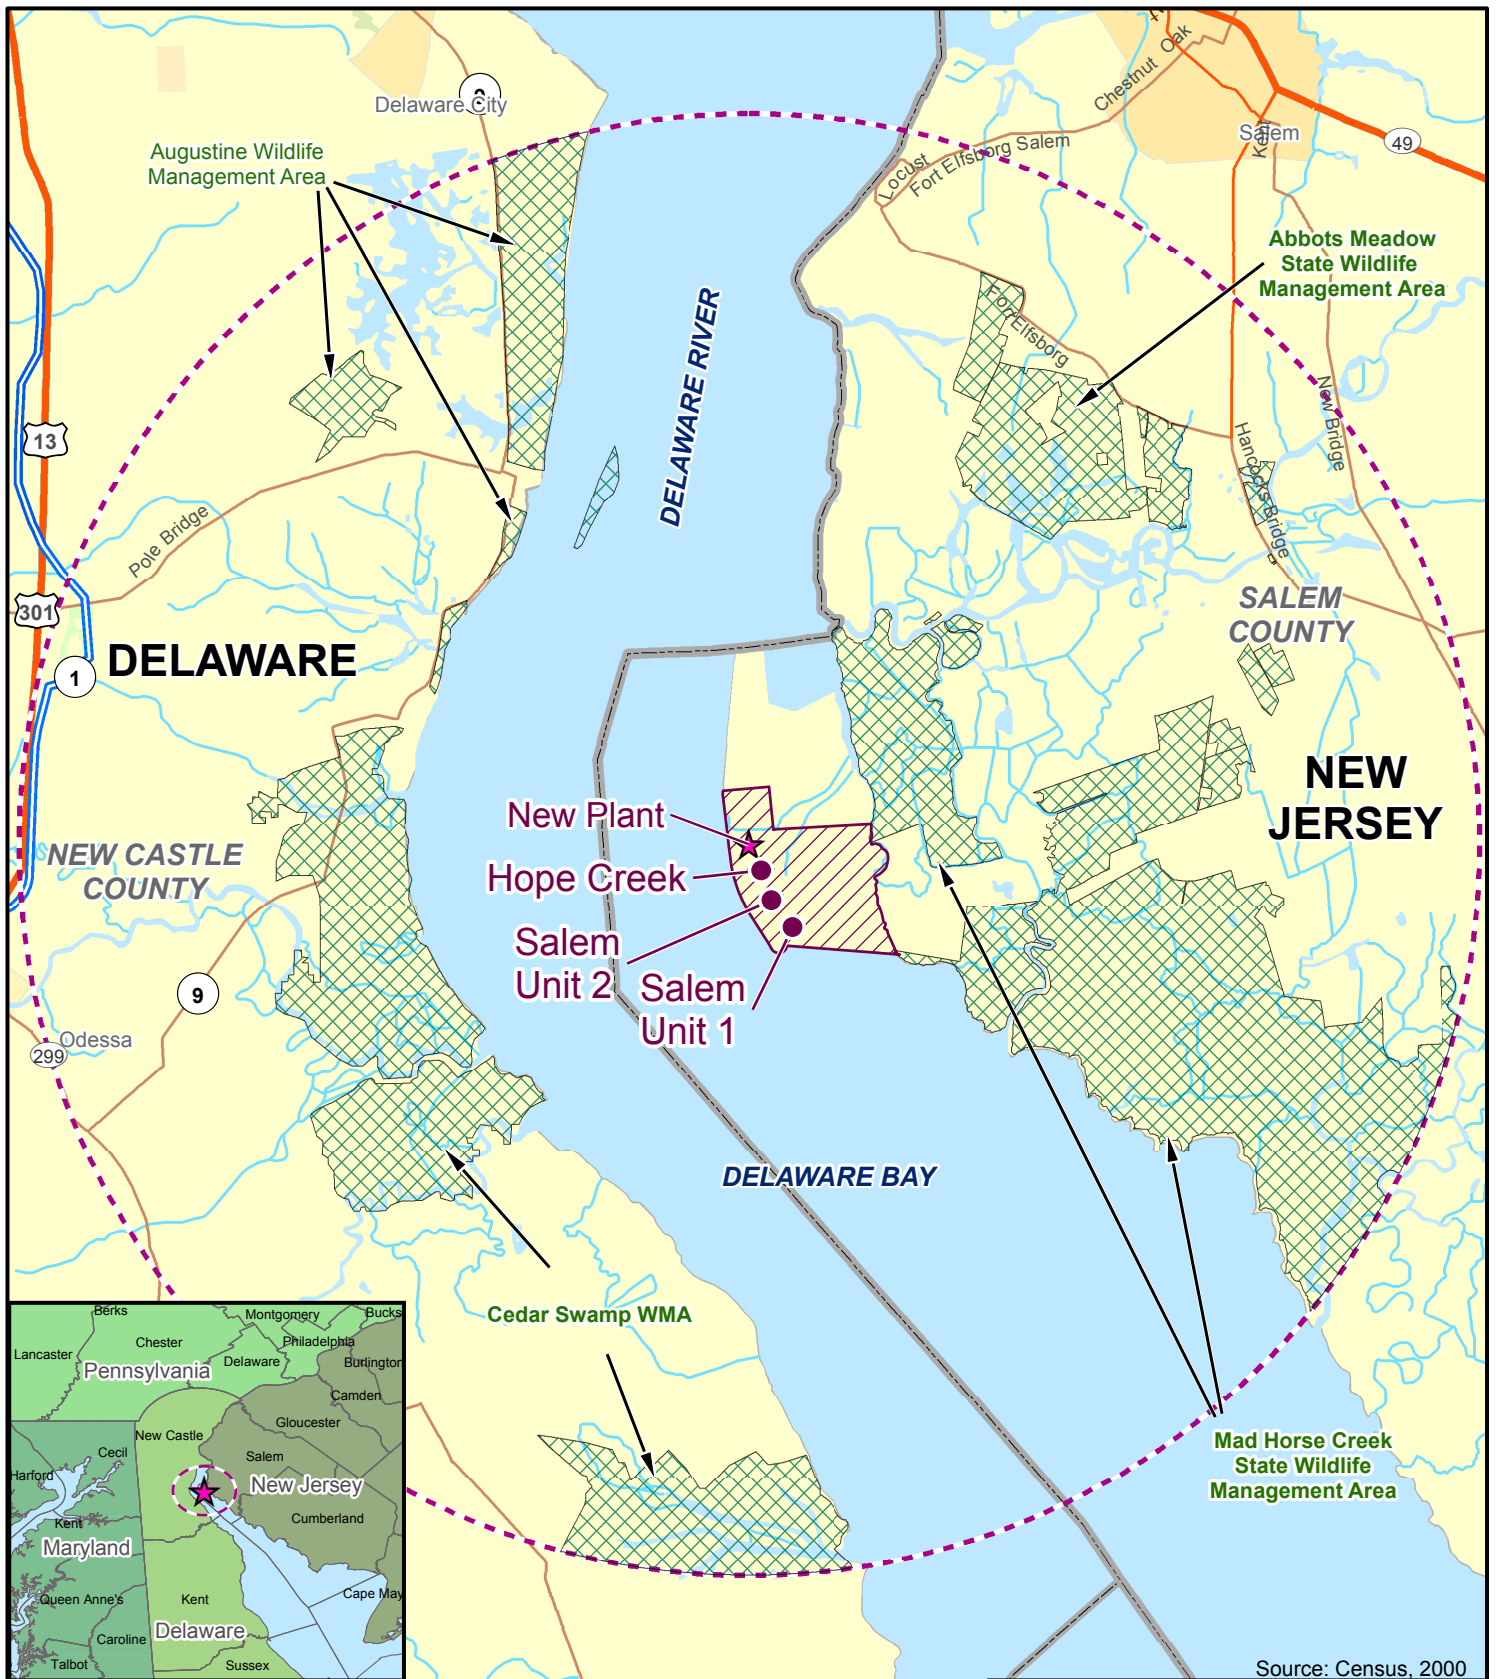 9
Delaware City
Augustine Wildlife
Management Area
Chestnut Oak
Salem
Kent
49
Locust
Fort Elfsborg Salem
Abbots Meadow
State Wildlife
Management Area
Fort Elfsborg
DELAWARE RIVER
New Bridge
Hancocks Bridge
13
Pole Bridge
301
SALEM
COUNTY
DELAWARE
1
NEW
JERSEY
New Plant
Hope Creek
NEW CASTLE
COUNTY
Salem
Unit 2
Salem
Unit 1
9
Odessa
299
DELAWARE BAY
Cedar Swamp WMA
Mad Horse Creek
State Wildlife
Management Area
Berks
Montgomery
Bucks
Chester
Philadelphia
Lancaster
Delaware
Burlington
Pennsylvania
Camden
Gloucester
New Castle
Cecil
Salem
Harford
New Jersey
Cumberland
Kent
Maryland
Queen Anne's
Kent
Cape May
Caroline
Delaware
Talbot
Sussex
Source: Census, 2000